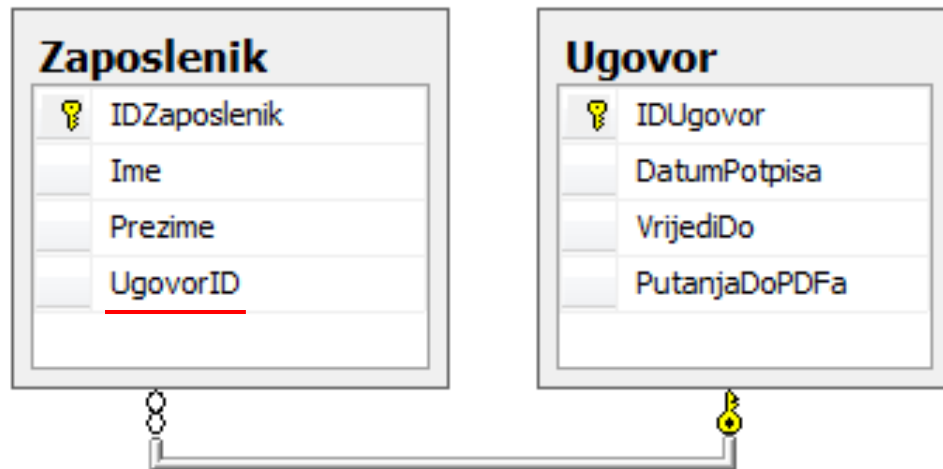 Zaposlenik
IDZaposlenik
Ime
Prezime
UgovorID
Ugovor
IDUgovor
DatumPotpisa
VrijediDo
PutanjaDoPDFa